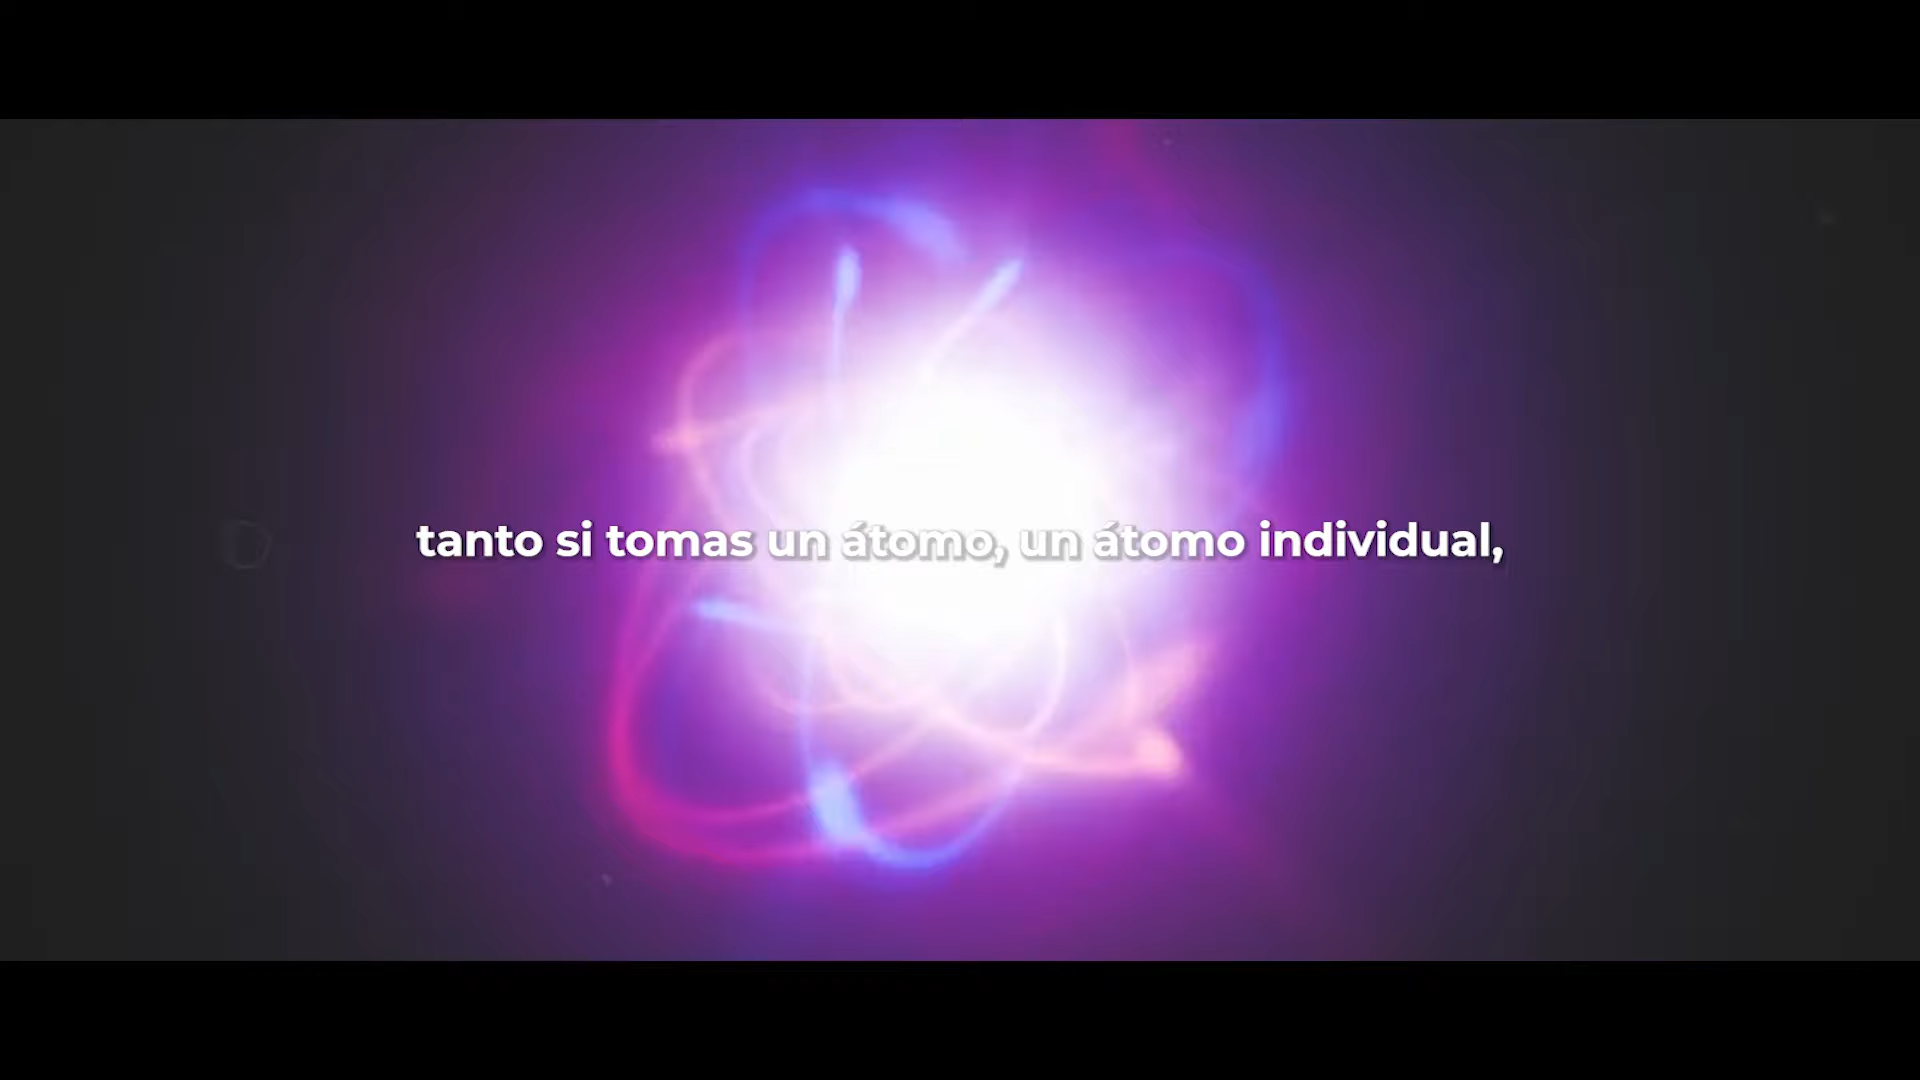 tanto si tomas un átomo, un átomo individual,